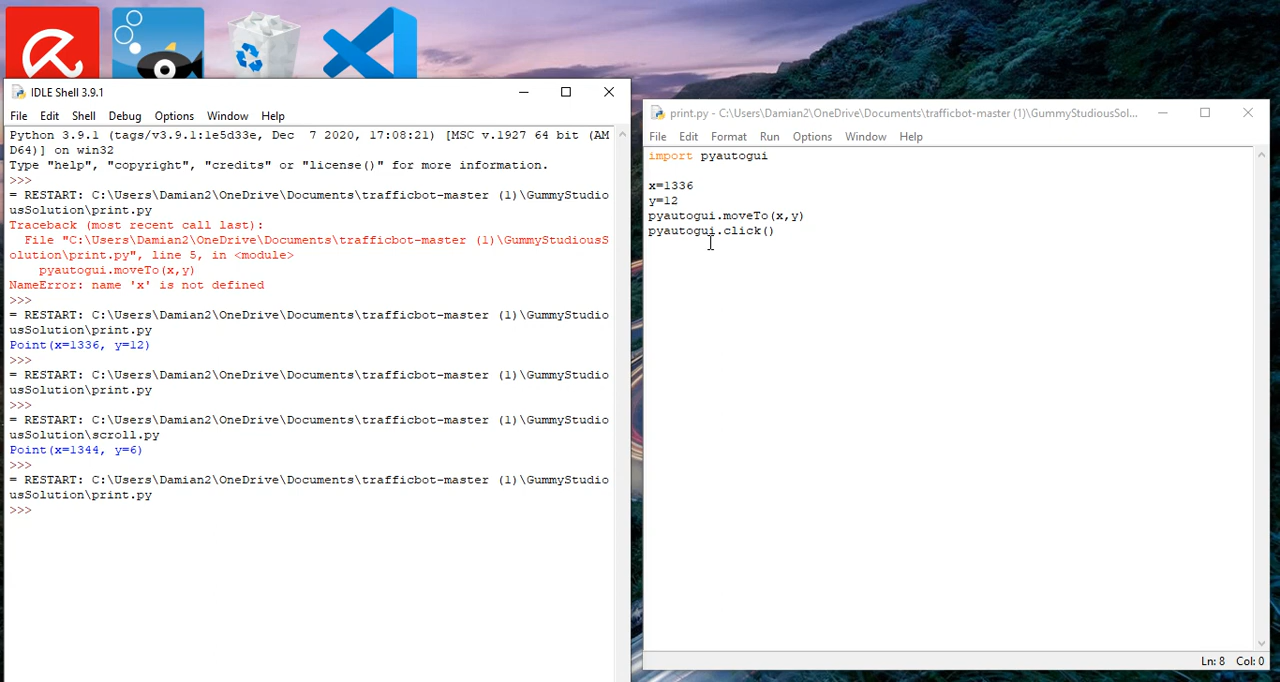 IDLE Shell 3.9.1
File Edit Shell Debug Options Window Help
Python 3.9.1 (tags/v3.9.1:1e5d33e, Dec  7 2020, 17:08:21) [MSC v.1927 64 bit (AM
D64)] on win32
Type "help", "copyright", "credits" or "license()" for more information.
>>>
= RESTART: C:\Users\Damian2\OneDrive\Documents\trafficbot-master (1)\GummyStudio
usSolution\print.py
Traceback (most recent call last):
  File "C:\Users\Damian2\OneDrive\Documents\trafficbot-master (1)\GummyStudiousS
olution\print.py", line 5, in <module>
    pyautogui.moveTo(x,y)
NameError: name 'x' is not defined
>>>
= RESTART: C:\Users\Damian2\OneDrive\Documents\trafficbot-master (1)\GummyStudio
usSolution\print.py
Point(x=1336, y=12)
>>>
= RESTART: C:\Users\Damian2\OneDrive\Documents\trafficbot-master (1)\GummyStudio
usSolution\print.py
>>>
= RESTART: C:\Users\Damian2\OneDrive\Documents\trafficbot-master (1)\GummyStudio
usSolution\scroll.py
Point(x=1344, y=6)
>>>
= RESTART: C:\Users\Damian2\OneDrive\Documents\trafficbot-master (1)\GummyStudio
usSolution\print.py
>>>
print.py - C:\Users\Damian2\OneDrive\Documents\trafficbot-master (1)\GummyStudiousSol...
File Edit Format Run Options Window Help
import pyautogui
x=1336
y=12
pyautogui.moveTo(x,y)
pyautogui.click()
Ln: 8 Col: 0